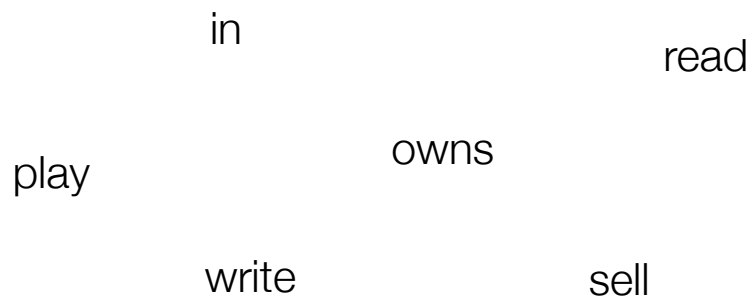 in
read
owns
play
write
sell